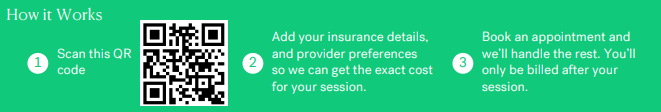 How it Works
1
Scan this QR
code
2
Add your insurance details,
and provider preferences
so we can get the exact cost
for your session.
3
Book an appointment and
we'll handle the rest. You'll
only be billed after your
session.